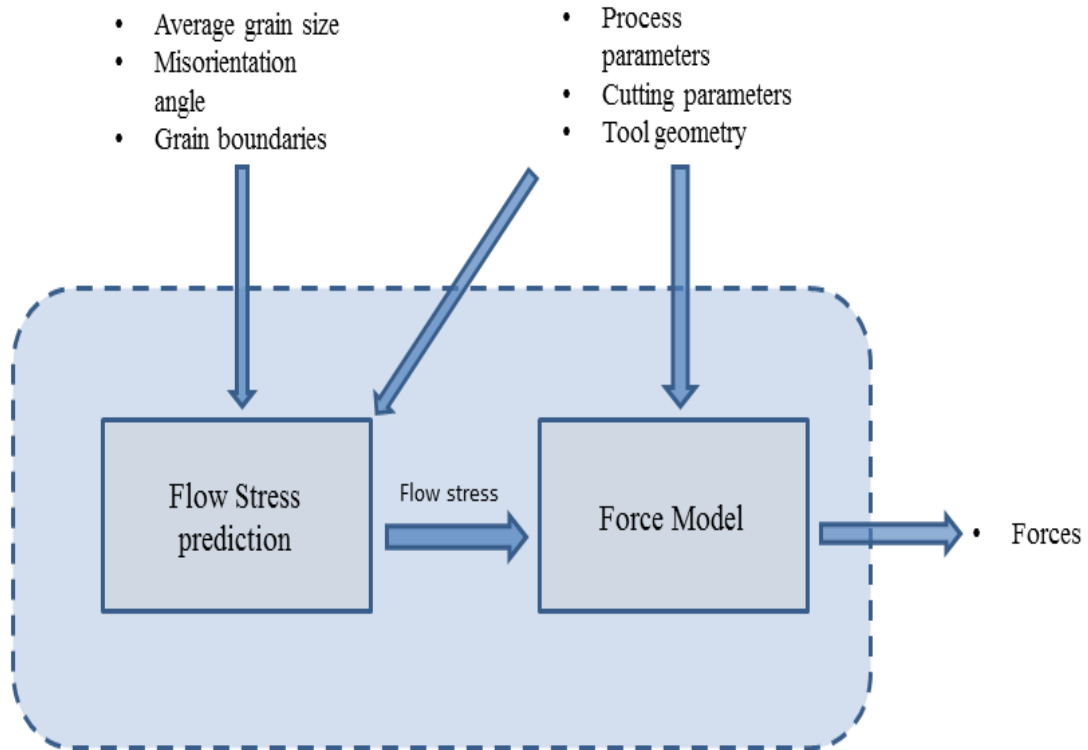 • Average grain size
• Misorientation
angle
• Grain boundaries
• Process
parameters
• Cutting parameters
• Tool geometry
Flow Stress
prediction
Flow stress
Force Model
• Forces